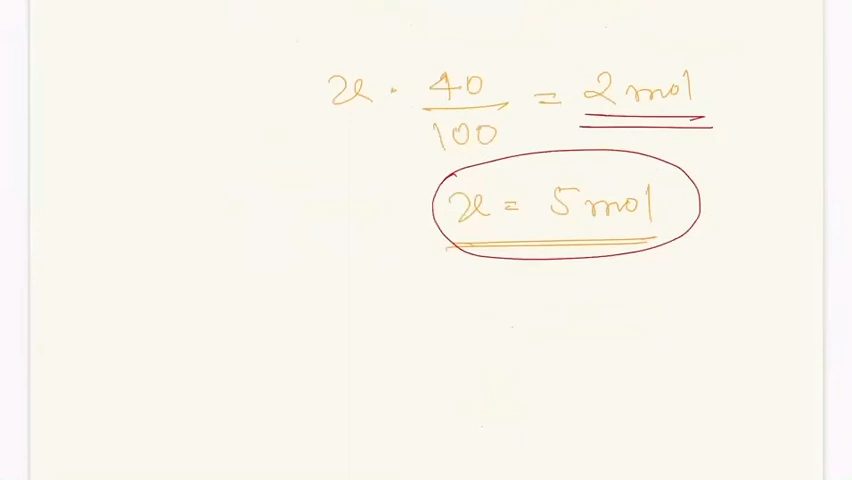 x · 40/100 = 2 mol
x = 5 mol